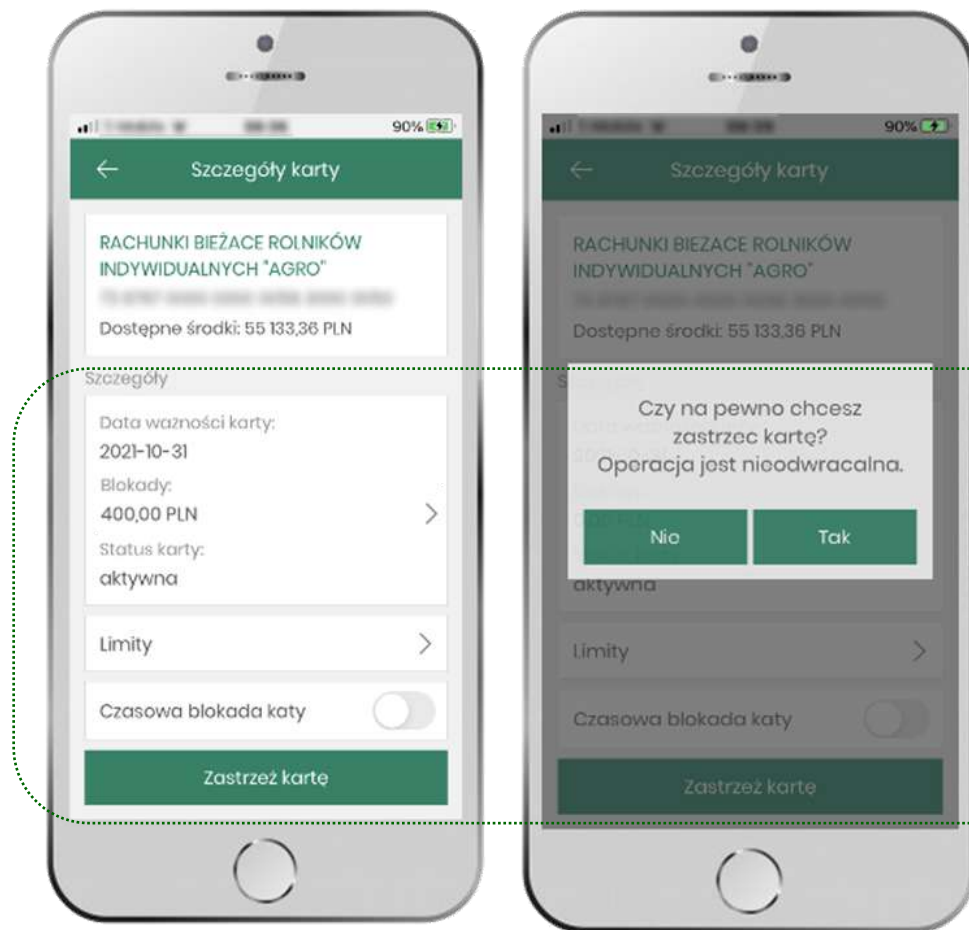 90%
Szczegóły karty
RACHUNKI BIEŻACE ROLNIKÓW
INDYWIDUALNYCH "AGRO"
Dostępne środki: 55 133,36 PLN
Szczegóły
Data ważności karty:
2021-10-31
Blokady:
400,00 PLN
Status karty:
aktywna
Limity
Czasowa blokada katy
Zastrzeż kartę
90%
Szczegóły karty
RACHUNKI BIEZACE ROLNIKÓW
INDYWIDUALNYCH "AGRO"
Dostępne środki: 55 133,36 PLN
Czy na pewno chcesz
zastrzec kartę?
Operacja jest nieodwracalna.
Nie
Tak
aktywna
Limity
Czasowa blokada katy
Zastrzeż kartę